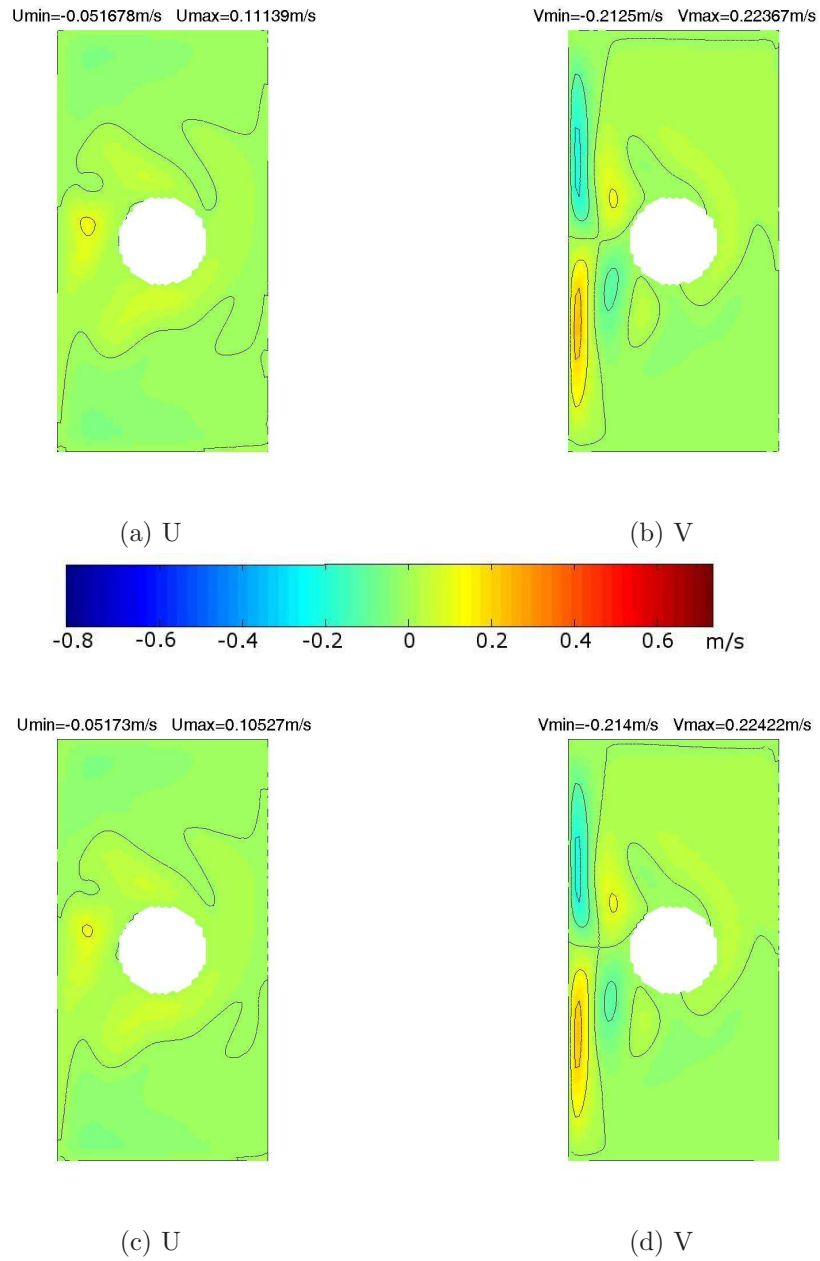 Umin=-0.051678m/s Umax=0.11139m/s
Vmin=-0.2125m/s Vmax=0.22367m/s
(a) U
(b) V
-0.8 -0.6 -0.4 -0.2 0 0.2 0.4 0.6 m/s
Umin=-0.05173m/s Umax=0.10527m/s
Vmin=-0.214m/s Vmax=0.22422m/s
(c) U
(d) V